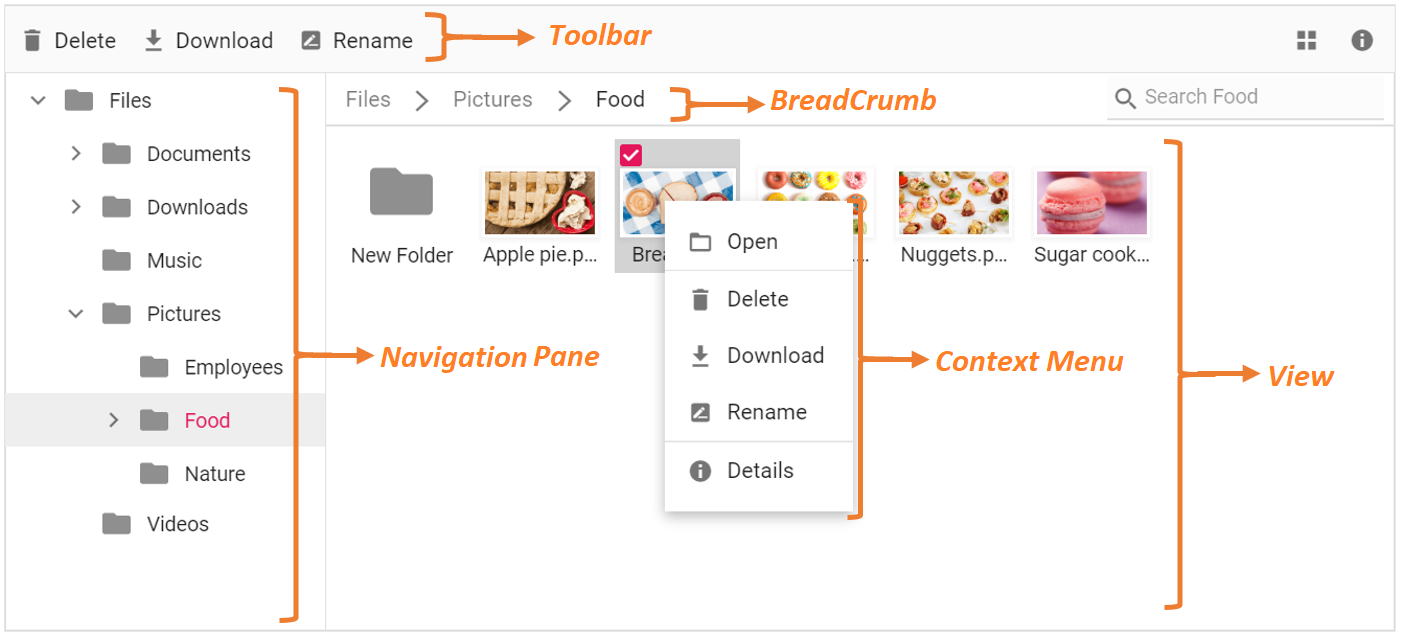 Delete Download Rename Toolbar
Files
Documents
Downloads
Music
Pictures
Employees
Food
Nature
Videos
Navigation Pane
Files Pictures Food BreadCrumb
Search Food
New Folder
Apple pie.p...
Brea
...
Nuggets.p...
Sugar cook...
Open
Delete
Download
Rename
Details
Context Menu
View